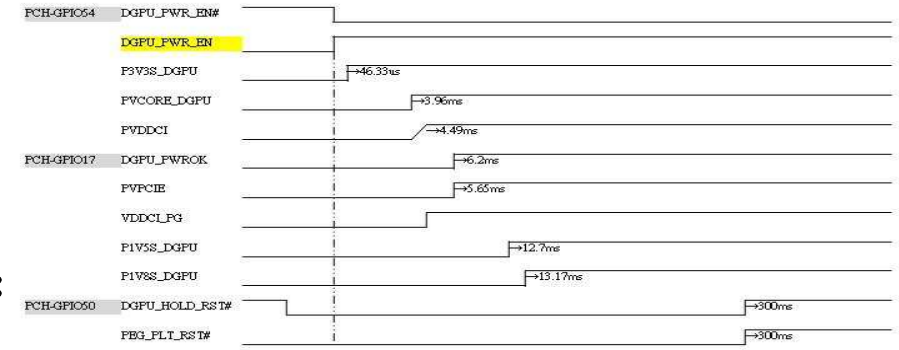 PCH-GPIO54 DGPU_PWR_EN#
DGPU_PWR_EN
P3V3S_DGPU →46.33us
PVCORE_DGPU →3.96ms
PVDDCI →4.49ms
PCH-GPIO17 DGPU_PWROK →6.2ms
PVPCIE →5.65ms
VDDCI_PG
P1V5S_DGPU →12.7ms
P1V8S_DGPU →13.17ms
PCH-GPIO50 DGPU_HOLD_RST# →300ms
PEG_PLT_RST# →300ms